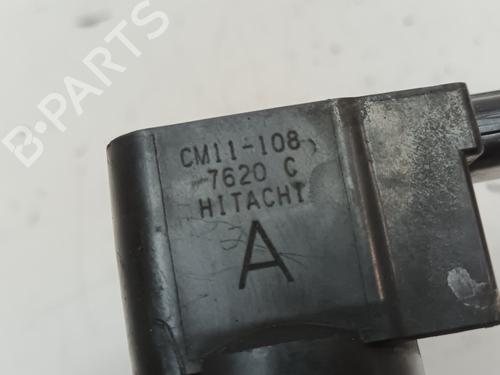 B-PARTS
CM11-108
7620 C
HITACHI
A